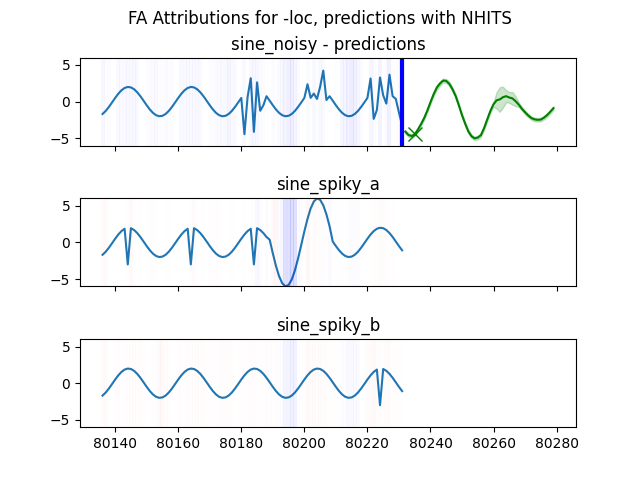 FA Attributions for -loc, predictions with NHITS
sine_noisy - predictions
5
0
−5
sine_spiky_a
5
0
−5
sine_spiky_b
5
0
−5
80140 80160 80180 80200 80220 80240 80260 80280